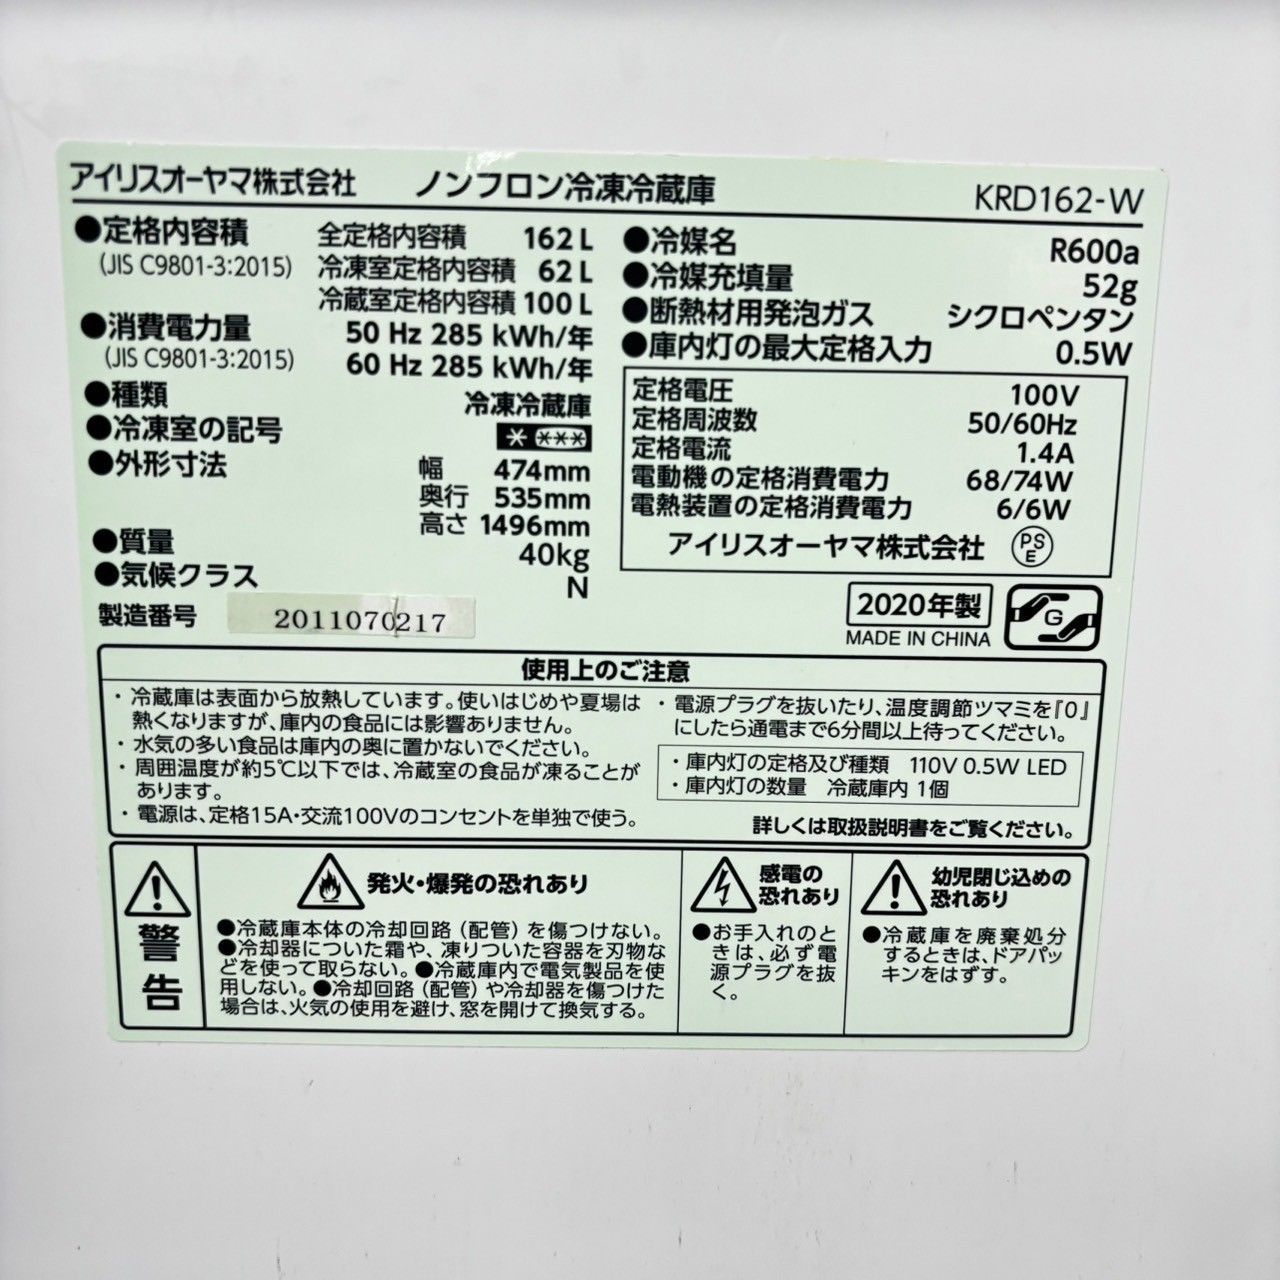 アイリスオーヤマ株式会社 ノンフロン冷凍冷蔵庫 KRD162-W
●定格内容積 全定格内容積 162L
(JIS C9801-3:2015) 冷凍室定格内容積 62L
冷蔵室定格内容積 100L
●消費電力量 50 Hz 285 kWh/年
(JIS C9801-3:2015) 60 Hz 285 kWh/年
●種類 冷凍冷蔵庫
●冷凍室の記号
●外形寸法 幅 474mm
奥行 535mm
高さ 1496mm
●質量 40kg
●気候クラス N
製造番号 2011070217
●冷媒名 R600a
●冷媒充填量 52g
●断熱材用発泡ガス シクロペンタン
●庫内灯の最大定格入力 0.5W
定格電圧 100V
定格周波数 50/60Hz
定格電流 1.4A
電動機の定格消費電力 68/74W
電熱装置の定格消費電力 6/6W
アイリスオーヤマ株式会社 PSE
2020年製
MADE IN CHINA
G
使用上のご注意
・冷蔵庫は表面から放熱しています。使いはじめや夏場は
熱くなりますが、庫内の食品には影響ありません。
・水気の多い食品は庫内の奥に置かないでください。
・周囲温度が約5℃以下では、冷蔵室の食品が凍ることが
あります。
・電源は、定格15A・交流100Vのコンセントを単独で使う。
・電源プラグを抜いたり、温度調節ツマミを『0』
にしたら通電まで6分間以上待ってください。
・庫内灯の定格及び種類 110V 0.5W LED
・庫内灯の数量 冷蔵庫内 1個
詳しくは取扱説明書をご覧ください。
警告
発火・爆発の恐れあり
●冷蔵庫本体の冷却回路（配管）を傷つけない。
●冷却器についた霜や、凍りついた容器を刃物な
どを使って取らない。●冷蔵庫内で電気製品を使
用しない。●冷却回路（配管）や冷却器を傷つけた
場合は、火気の使用を避け、窓を開けて換気する。
感電の
恐れあり
●お手入れのと
きは、必ず電
源プラグを抜
く。
幼児閉じ込めの
恐れあり
●冷蔵庫を廃棄処分
するときは、ドアパッ
キンをはずす。